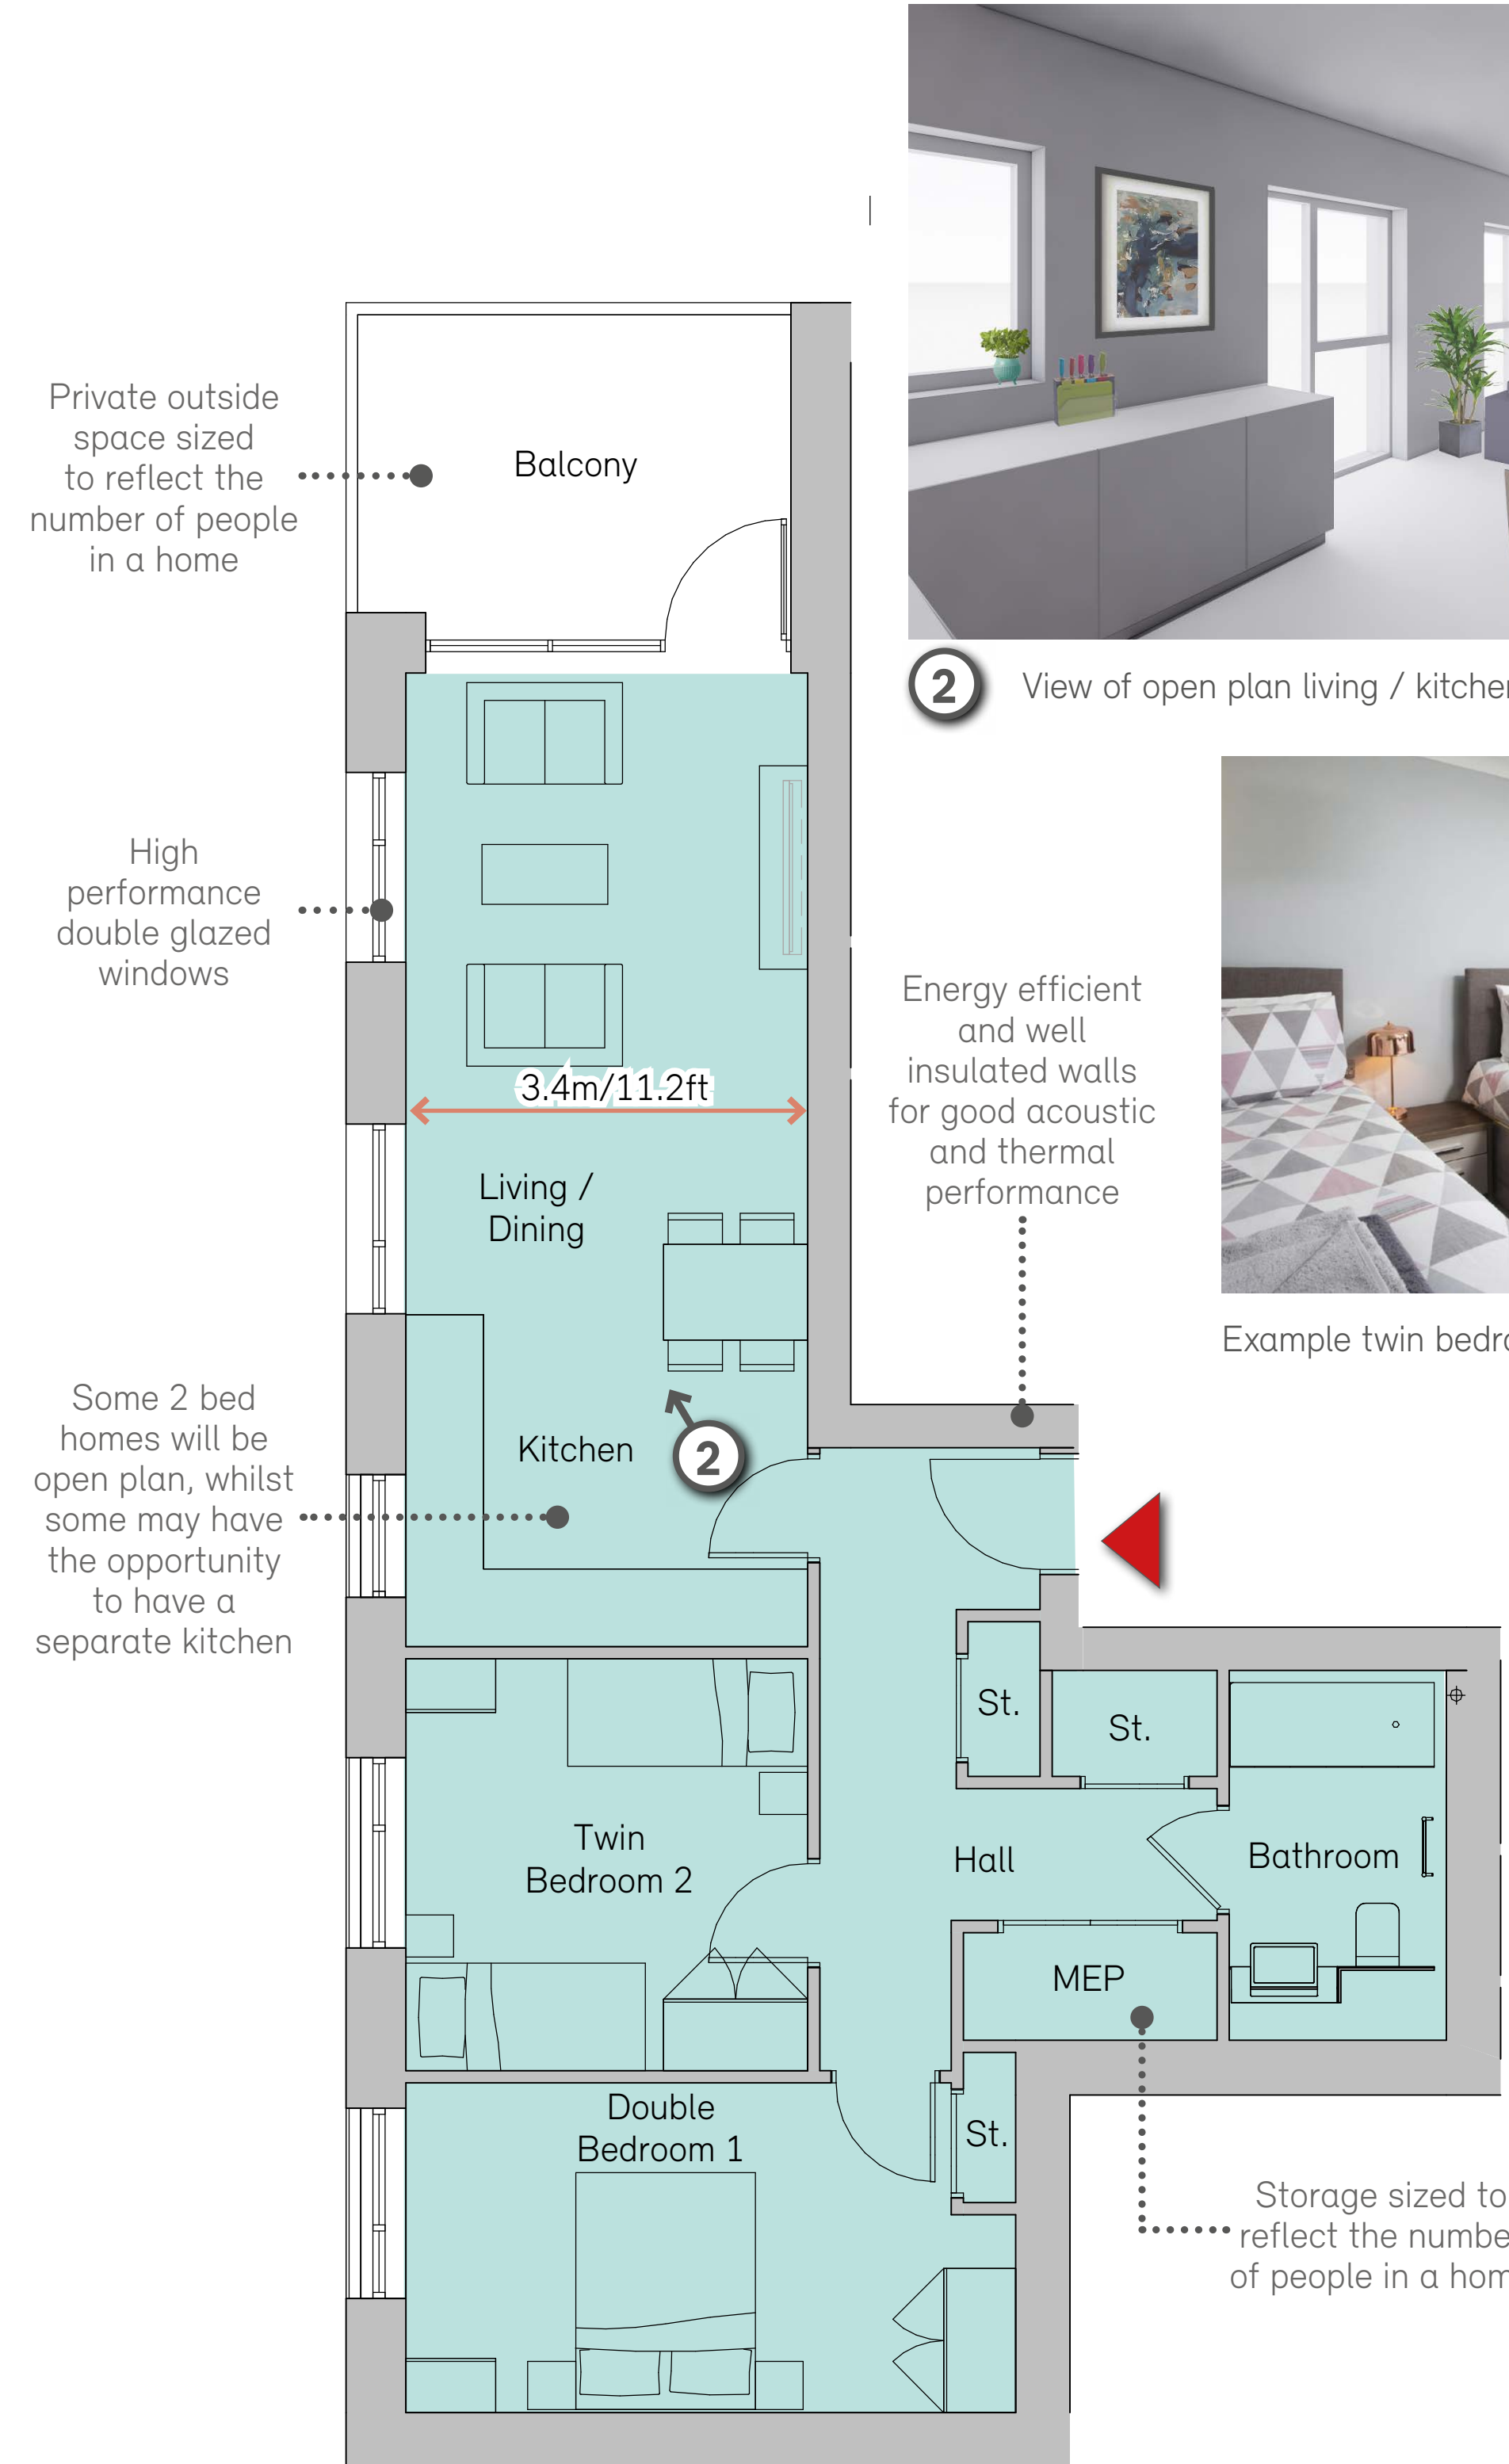 Private outside
space sized
to reflect the
number of people
in a home
Balcony
2
View of open plan living / kitchen
High
performance
double glazed
windows
Energy efficient
and well
insulated walls
for good acoustic
and thermal
performance
3.4m/11.2ft
Living /
Dining
Example twin bedro
Some 2 bed
homes will be
open plan, whilst
some may have
the opportunity
to have a
separate kitchen
Kitchen
2
St.
St.
Twin
Bedroom 2
Hall
Bathroom
MEP
Double
Bedroom 1
St.
Storage sized to
reflect the numbe
of people in a hom